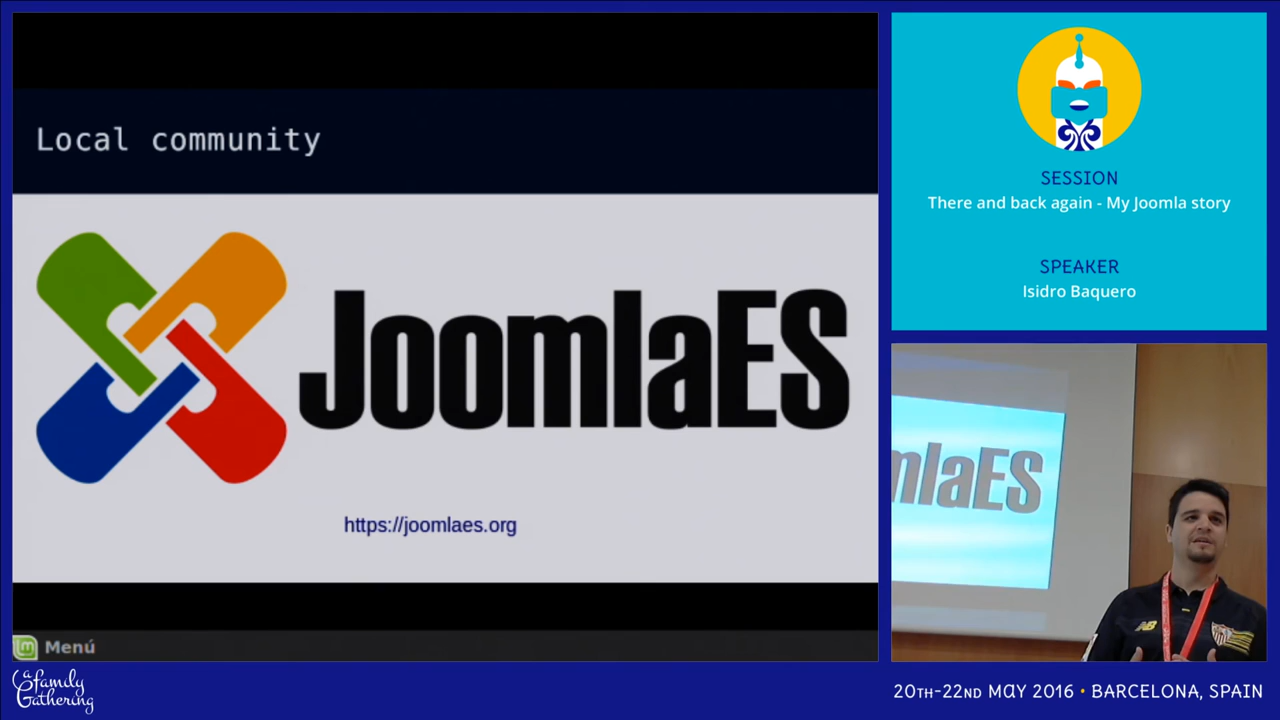 Local community
JoomlaES
https://joomlaes.org
Menú
SESSION
There and back again - My Joomla story
SPEAKER
Isidro Baquero
mlaES
NB
a family
Gathering
20TH-22ND MAY 2016 • BARCELONA, SPAIN